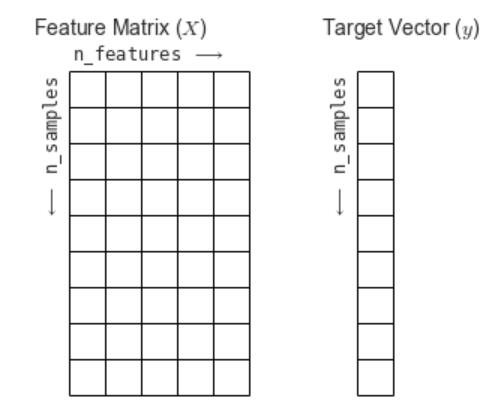 Feature Matrix (X)
n_features ⟶
⟵ n_samples
Target Vector (y)
⟵ n_samples